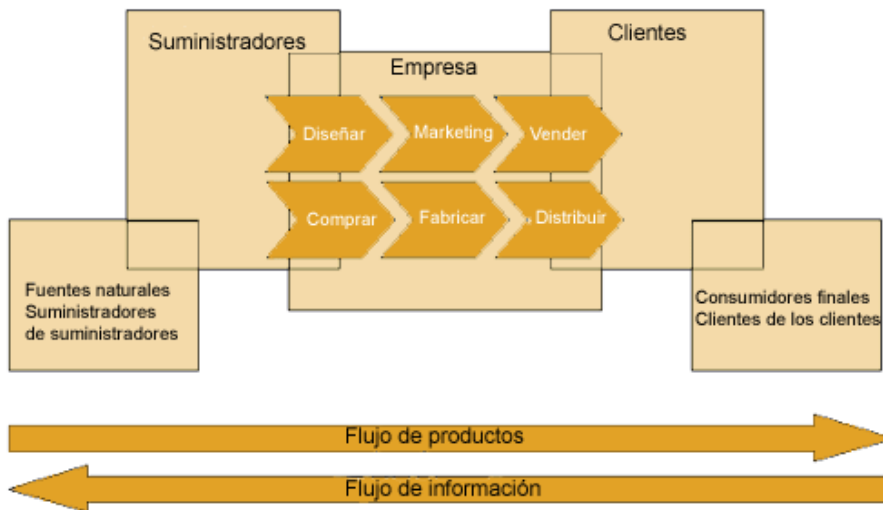 Suministradores
Clientes
Empresa
Diseñar
Marketing
Vender
Comprar
Fabricar
Distribuir
Fuentes naturales
Suministradores
de suministradores
Consumidores finales
Clientes de los clientes
Flujo de productos
Flujo de información